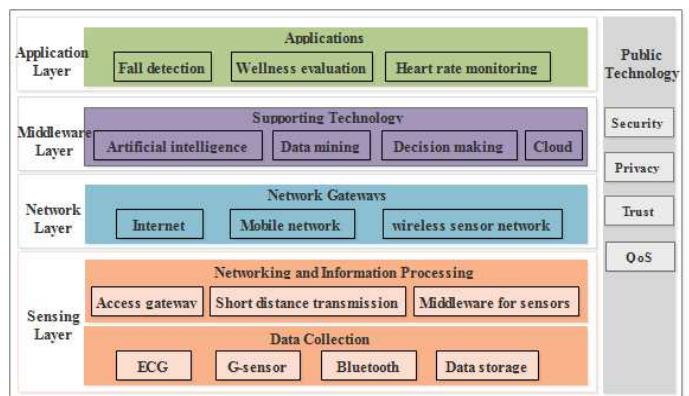 Application
Layer
Applications
Fall detection
Wellness evaluation
Heart rate monitoring
Middleware
Layer
Supporting Technology
Artificial intelligence
Data mining
Decision making
Cloud
Network
Layer
Network Gateways
Internet
Mobile network
wireless sensor network
Sensing
Layer
Networking and Information Processing
Access gateway
Short distance transmission
Middleware for sensors
Data Collection
ECG
G-sensor
Bluetooth
Data storage
Public
Technology
Security
Privacy
Trust
QoS